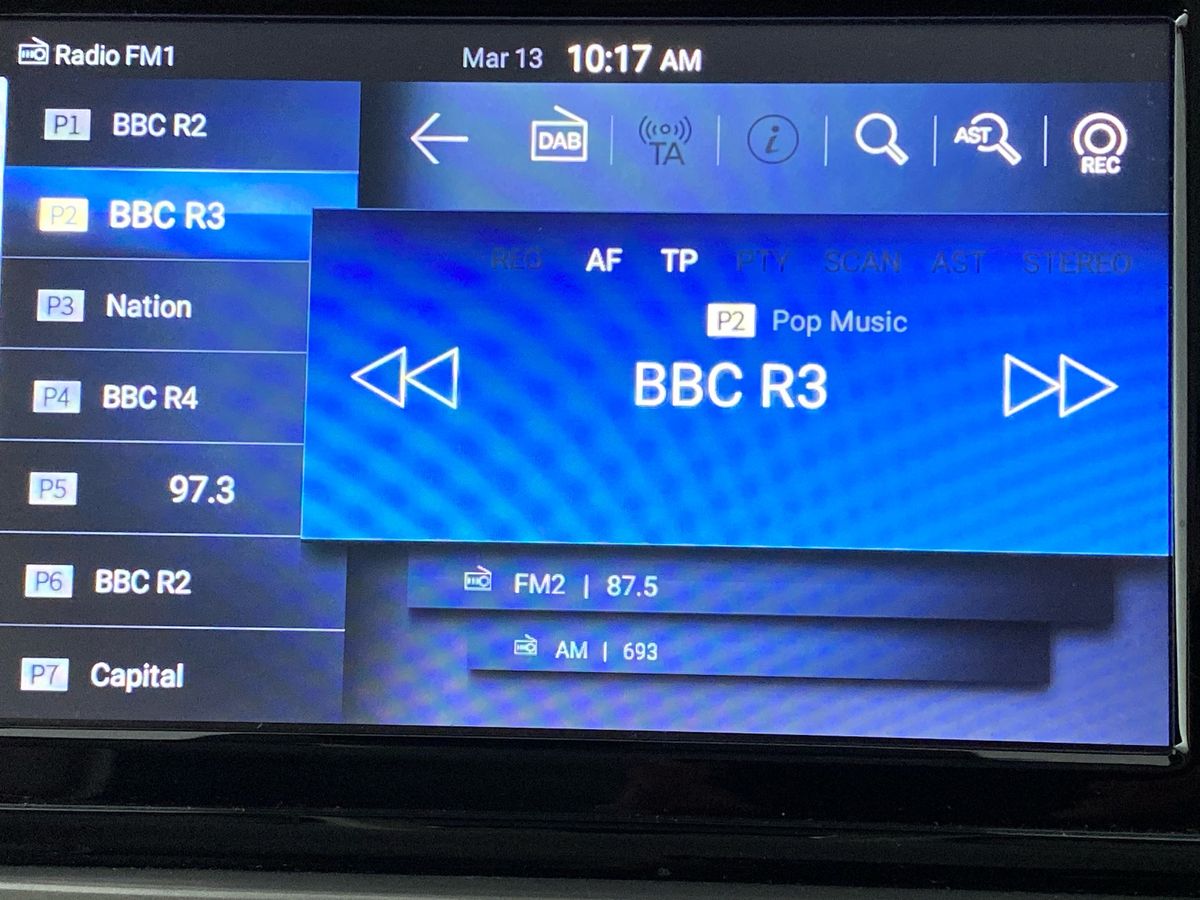 Radio FM1 Mar 13 10:17 AM
DAB TA i AST REC
P1 BBC R2
P2 BBC R3
P3 Nation
P4 BBC R4
P5 97.3
P6 BBC R2
P7 Capital
REG AF TP PTY SCAN AST STEREO
P2 Pop Music
BBC R3
FM2 | 87.5
AM | 693